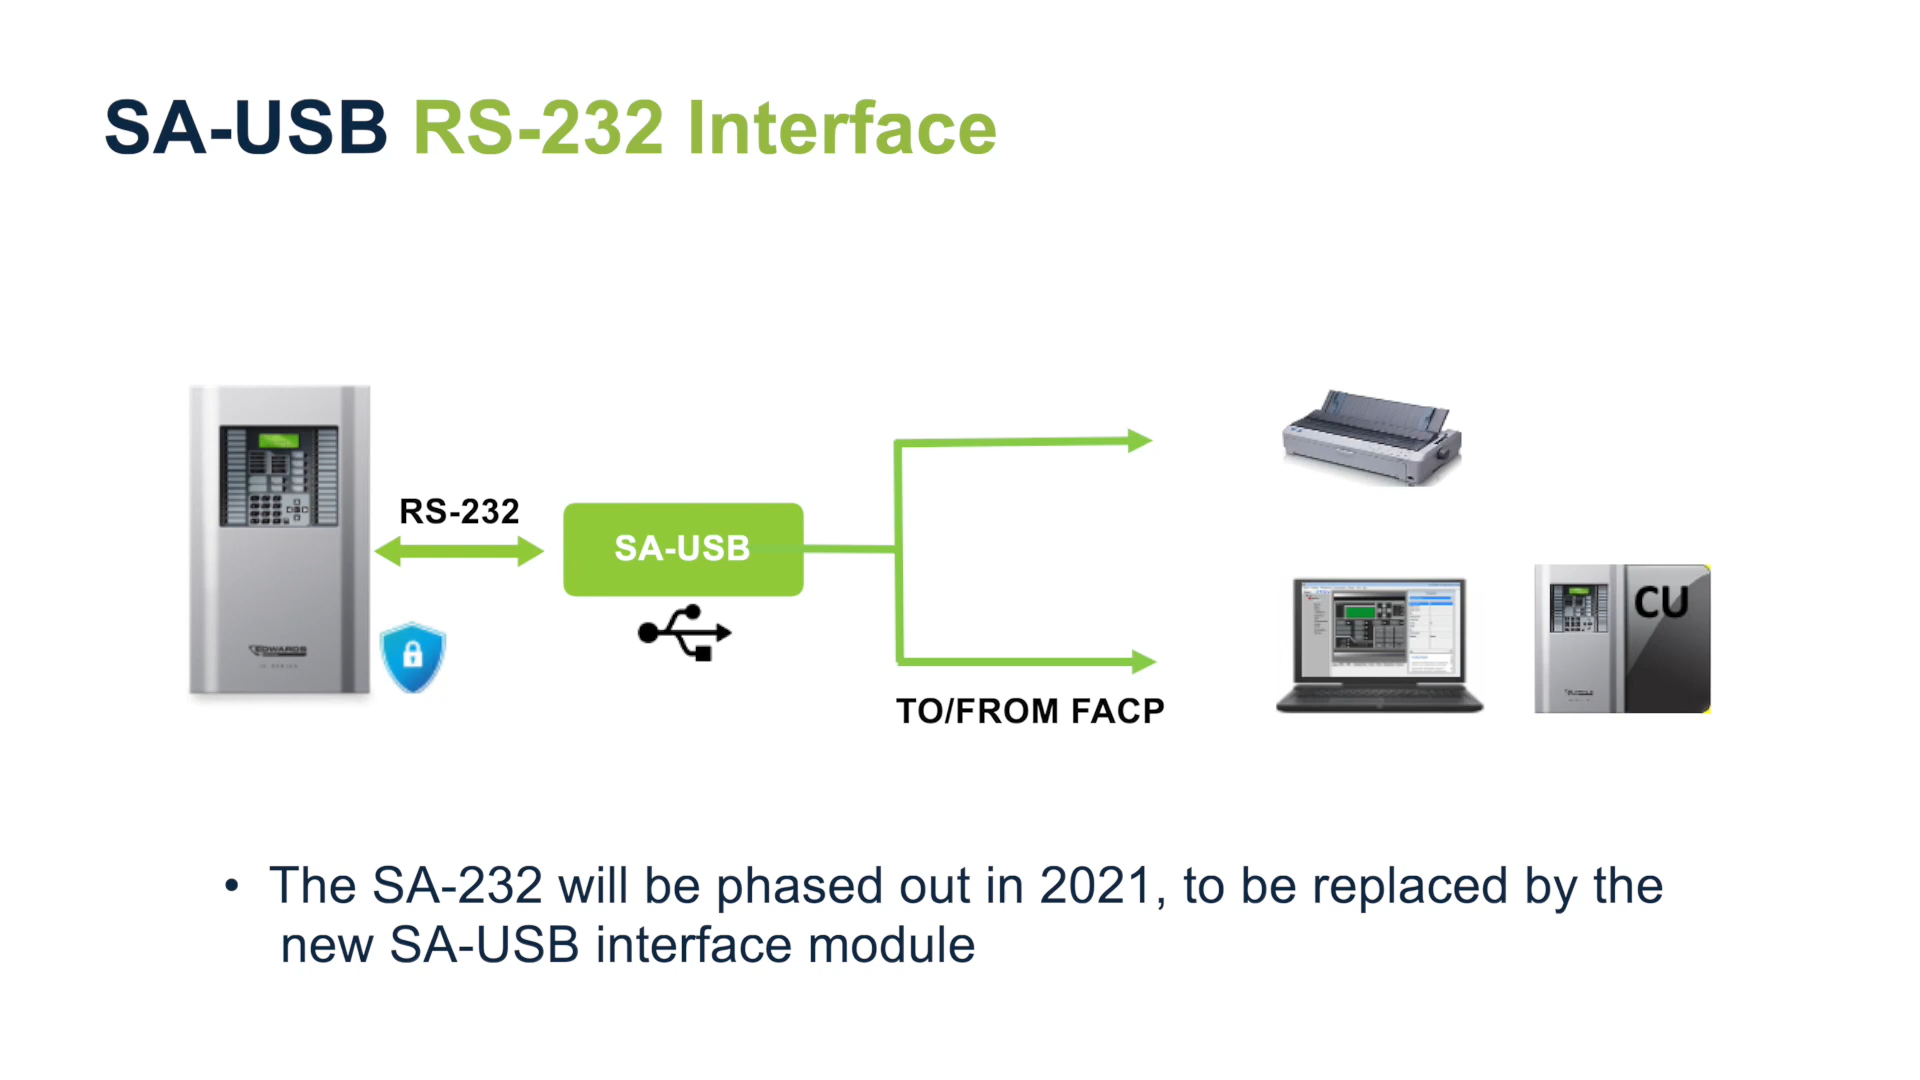 SA-USB RS-232 Interface
RS-232
SA-USB
CU
EDWARDS
TO/FROM FACP
• The SA-232 will be phased out in 2021, to be replaced by the
new SA-USB interface module